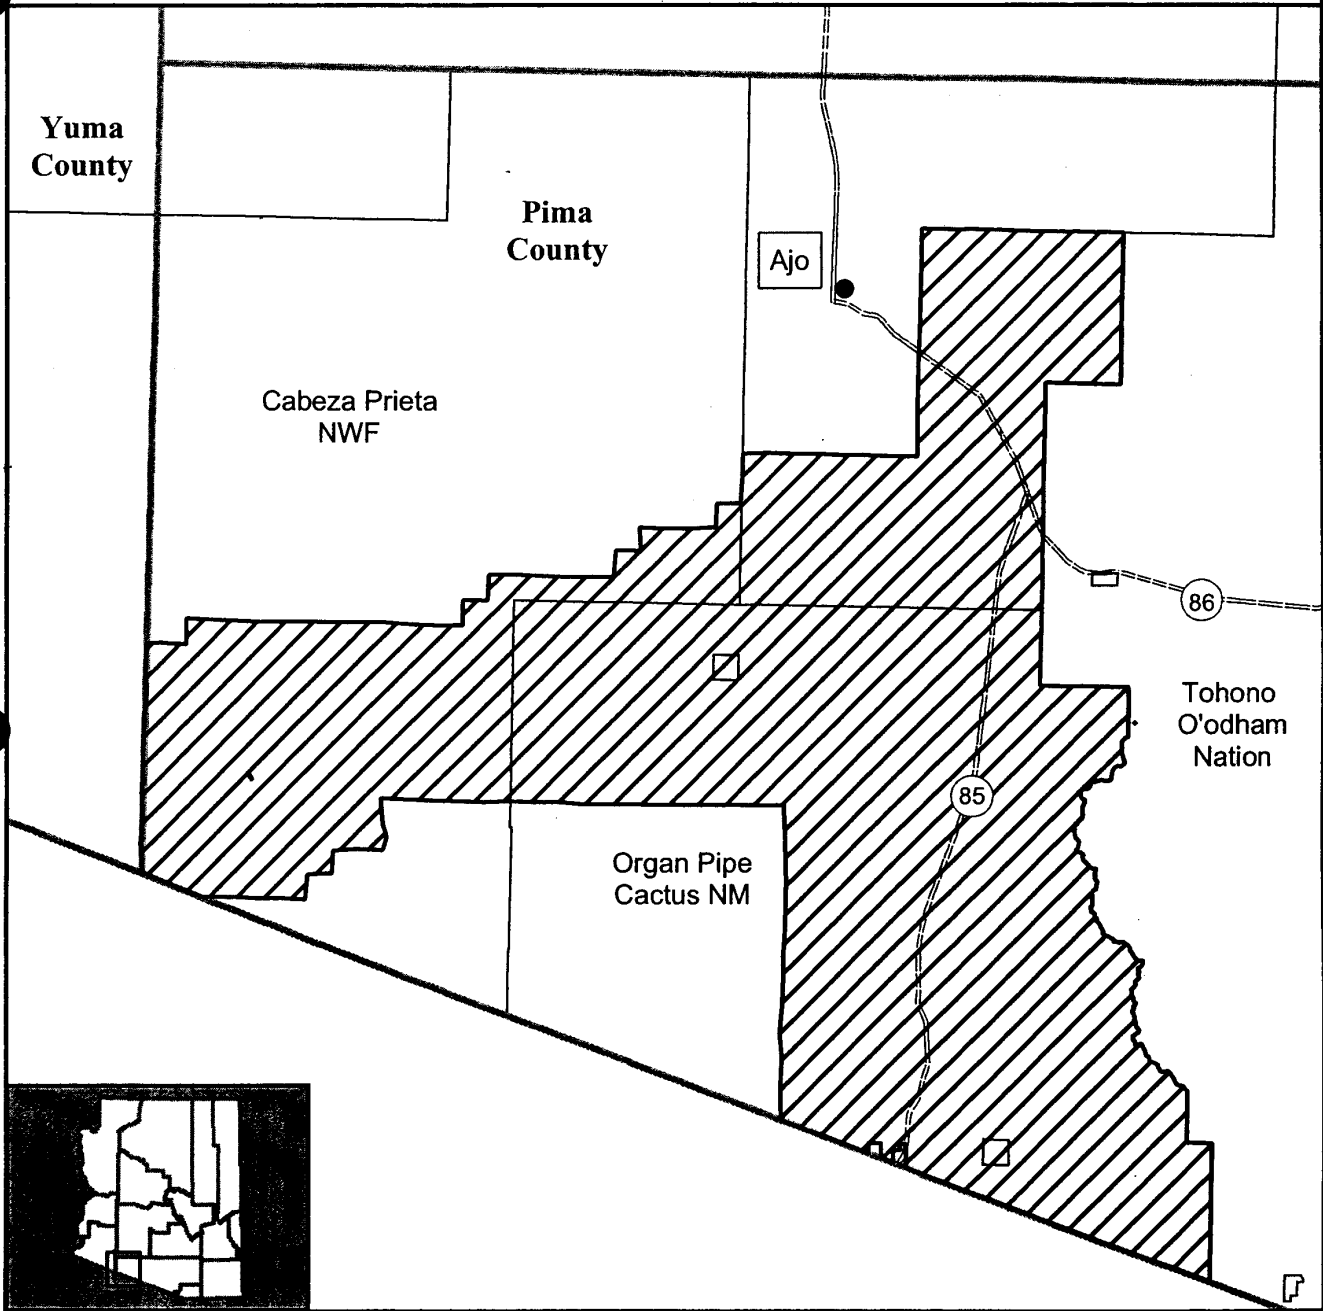 Yuma
County
Pima
County
Ajo
Cabeza Prieta
NWF
86
Tohono
O'odham
Nation
85
Organ Pipe
Cactus NM